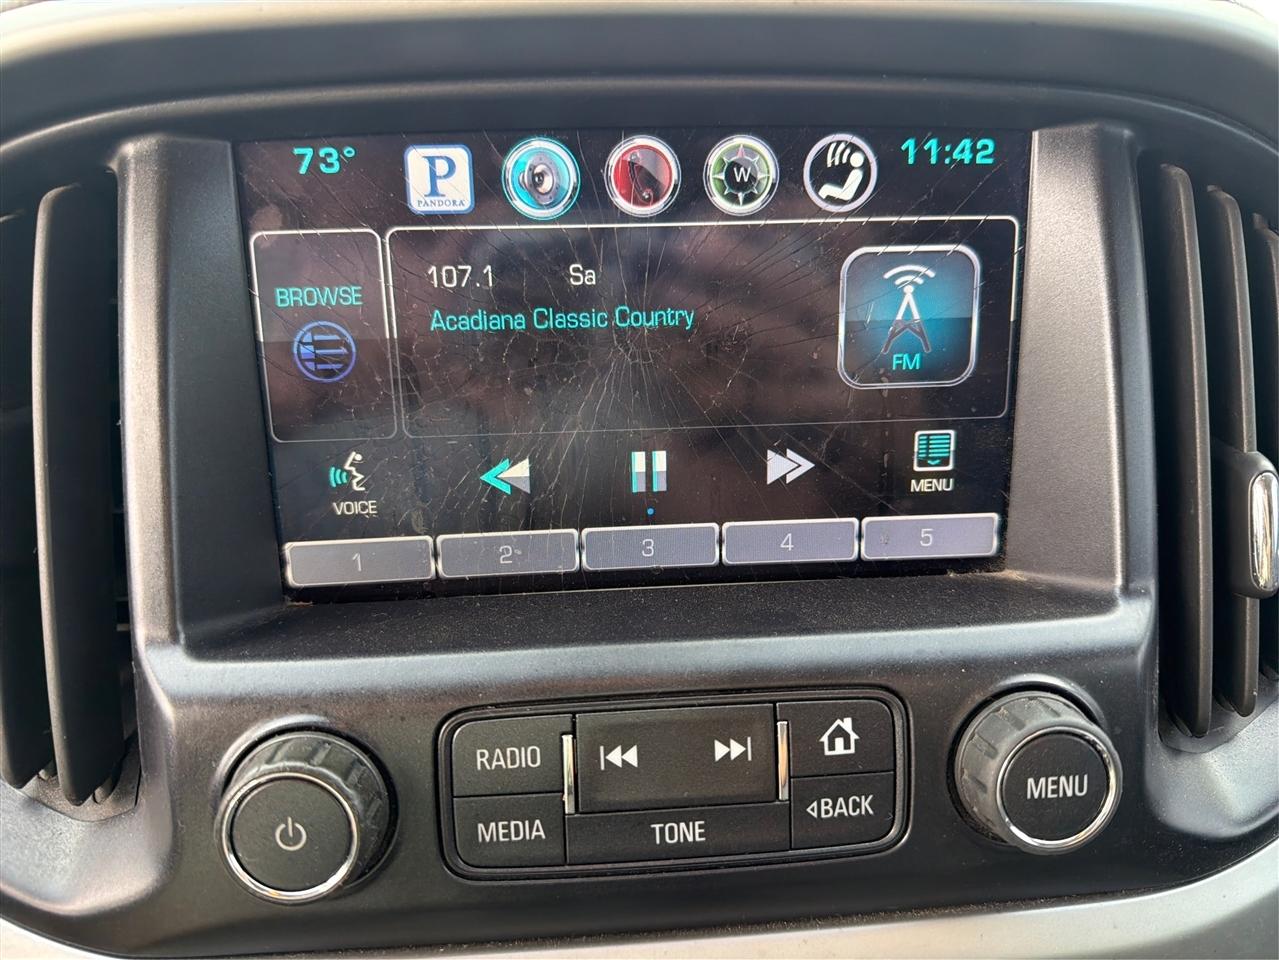 73°
P
PANDORA
W
11:42
BROWSE
107.1 Sa
Acadiana Classic Country
FM
VOICE
MENU
1 2 3 4 5
RADIO
MEDIA
TONE
BACK
MENU